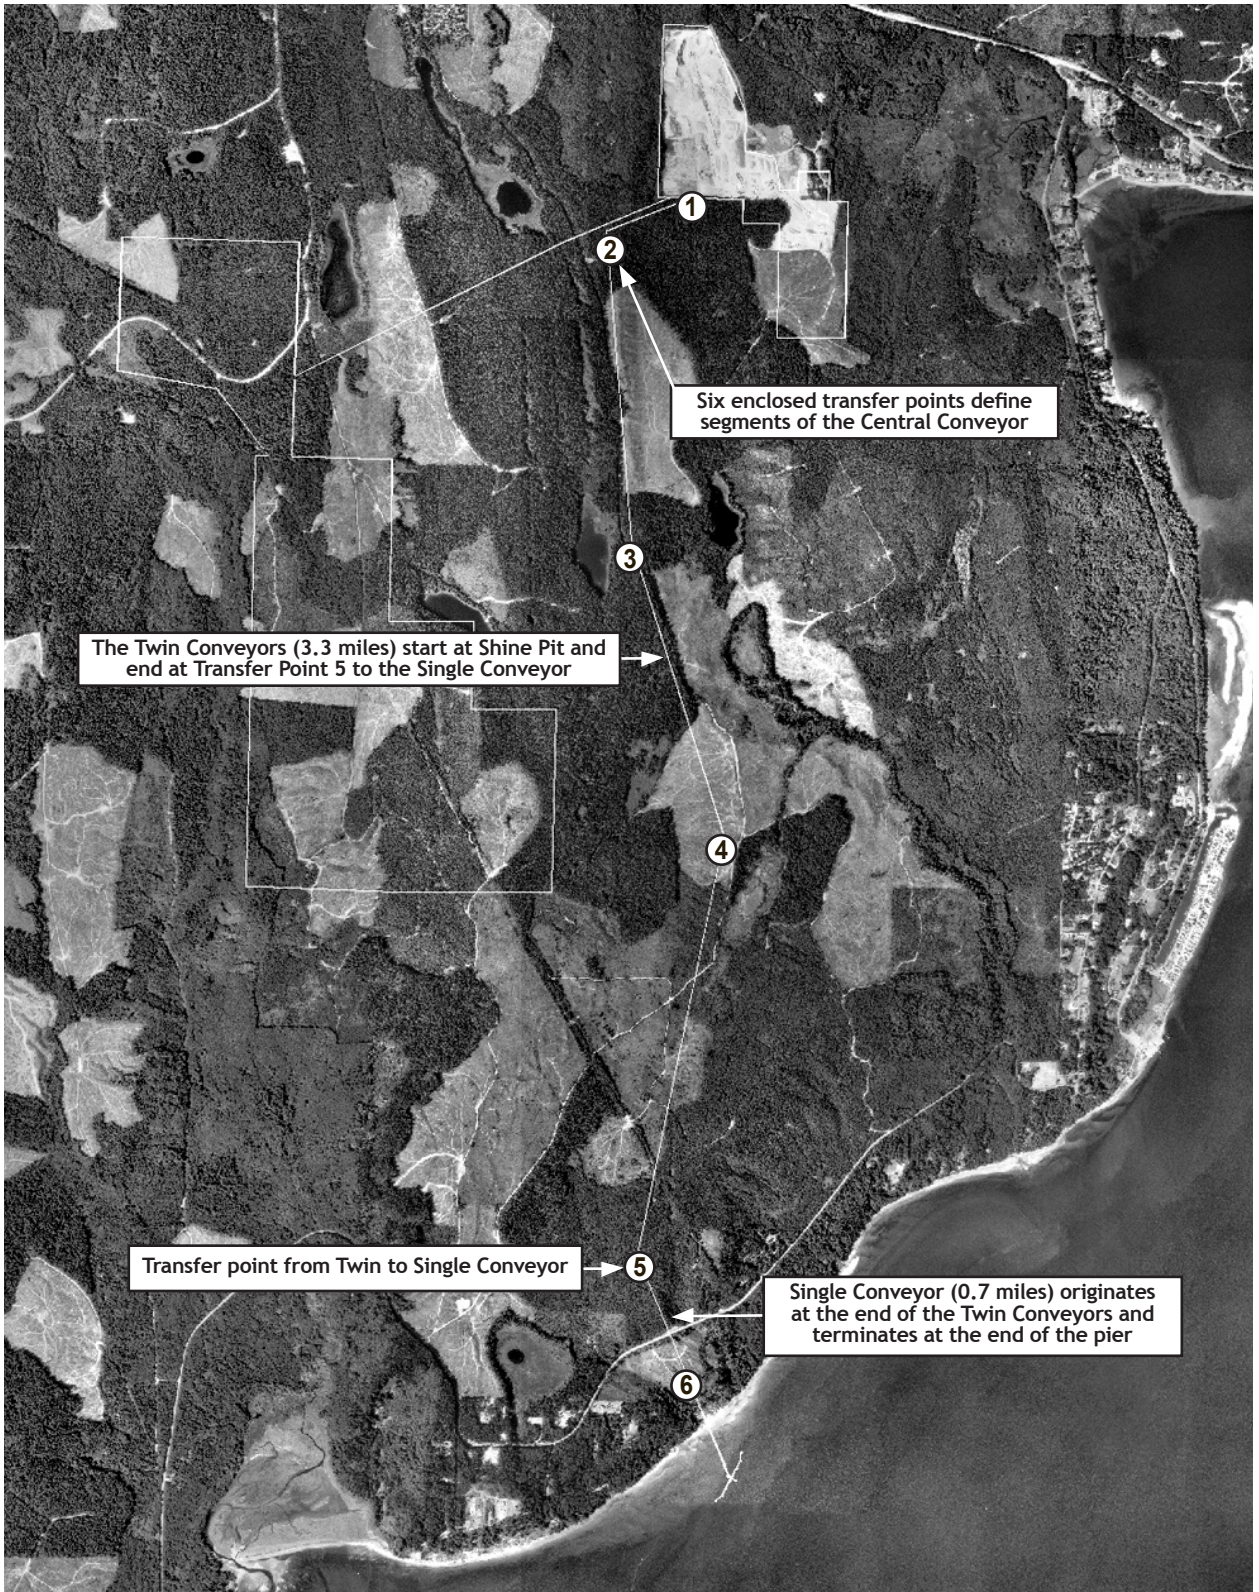 1
2
Six enclosed transfer points define
segments of the Central Conveyor
3
The Twin Conveyors (3.3 miles) start at Shine Pit and
end at Transfer Point 5 to the Single Conveyor
4
Transfer point from Twin to Single Conveyor
5
Single Conveyor (0.7 miles) originates
at the end of the Twin Conveyors and
terminates at the end of the pier
6